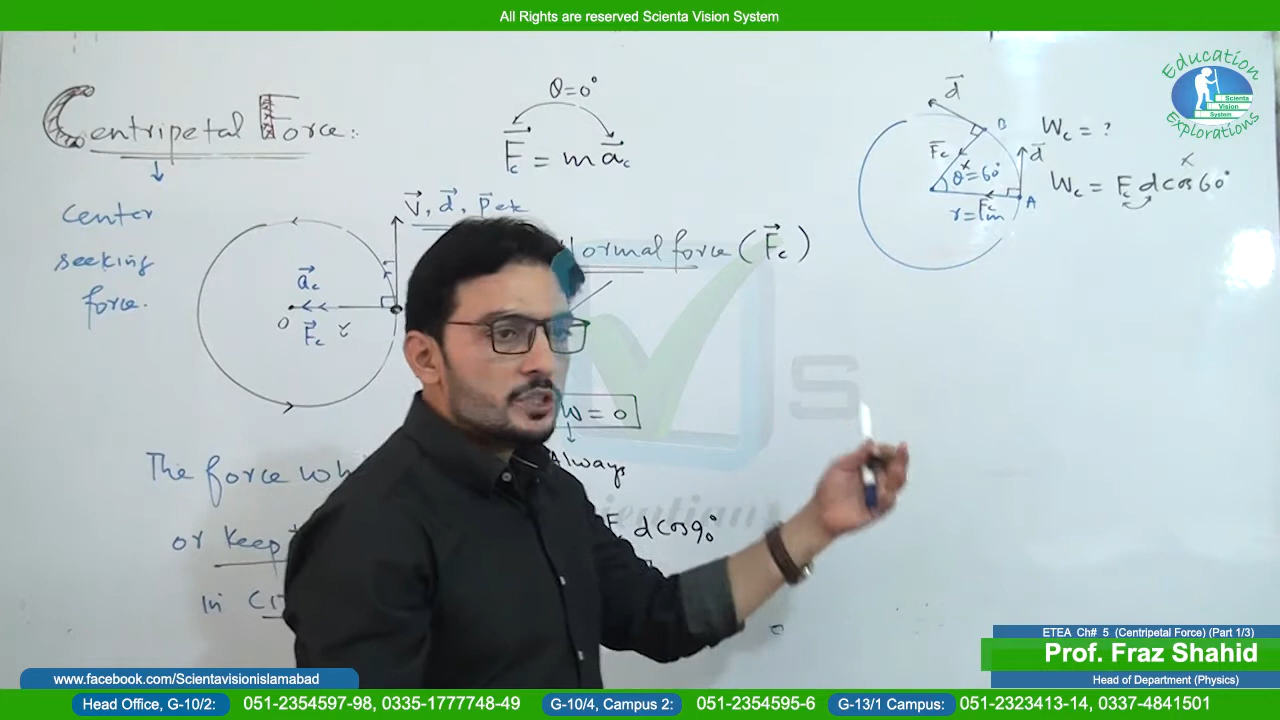 All Rights are reserved Scienta Vision System
Education
Scienta
Vision
System
Explorations
Centripetal Force:
center
seeking
force.
θ=0°
F⃗c = m a⃗c
V⃗, d⃗, p⃗ etc
Normal force (F⃗c)
a⃗c
F⃗c
O
r
W = 0
Always
d cos90°
The force
or keep
in
d⃗
B
F⃗c
θ=60°
x
d⃗
A
Fc
r=1m
Wc = ?
Wc = Fc d cos 60°
x
S
ETEA Ch# 5 (Centripetal Force) (Part 1/3)
Prof. Fraz Shahid
Head of Department (Physics)
www.facebook.com/Scientavisionislamabad
Head Office, G-10/2: 051-2354597-98, 0335-1777748-49 G-10/4, Campus 2: 051-2354595-6 G-13/1 Campus: 051-2323413-14, 0337-4841501